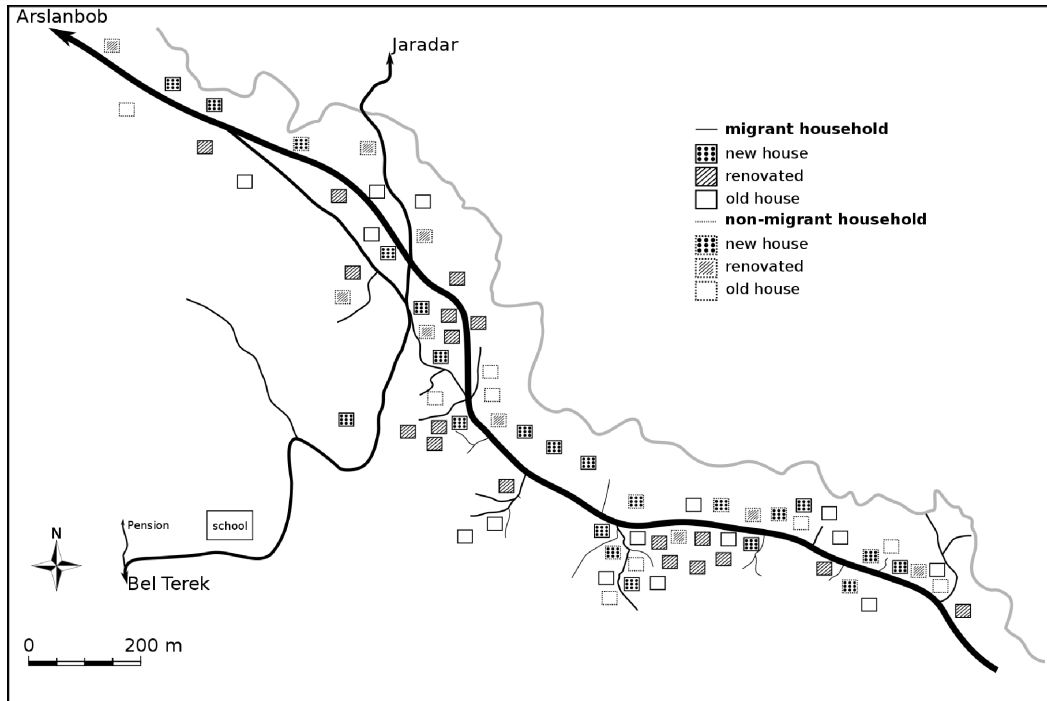 Arslanbob
Jaradar
migrant household
new house
renovated
old house
non-migrant household
new house
renovated
old house
N
Pension
school
Bel Terek
0 200 m